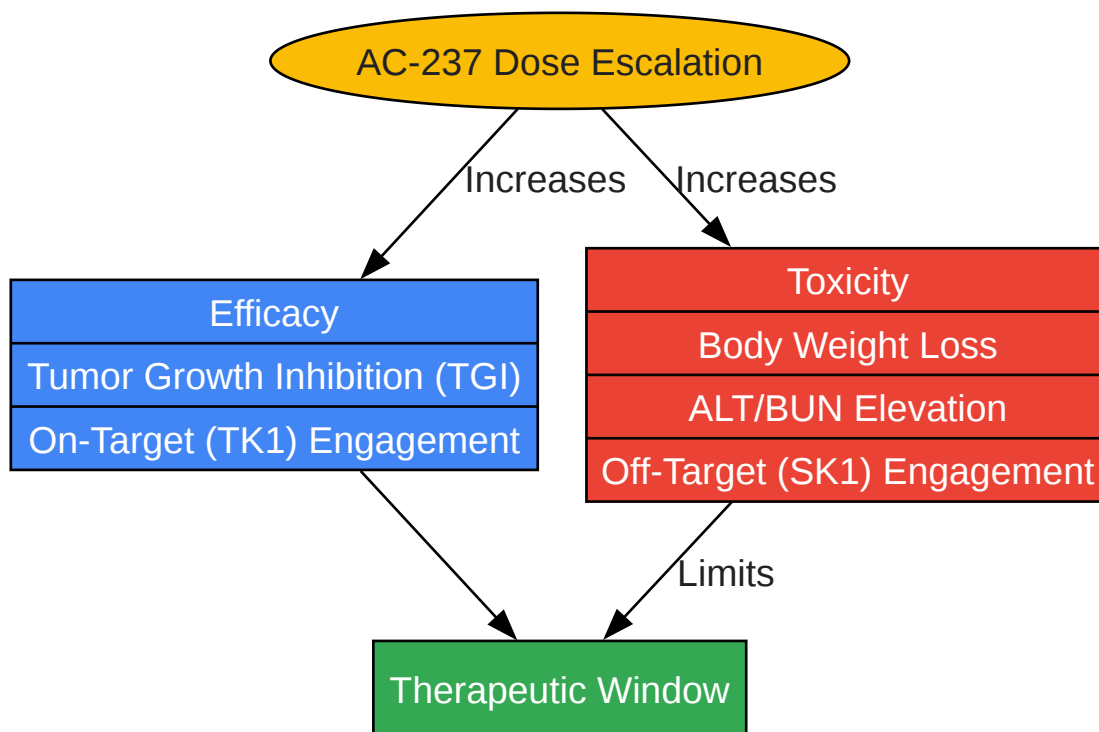 AC-237 Dose Escalation
Increases
Increases
Efficacy
Tumor Growth Inhibition (TGI)
On-Target (TK1) Engagement
Toxicity
Body Weight Loss
ALT/BUN Elevation
Off-Target (SK1) Engagement
Limits
Therapeutic Window